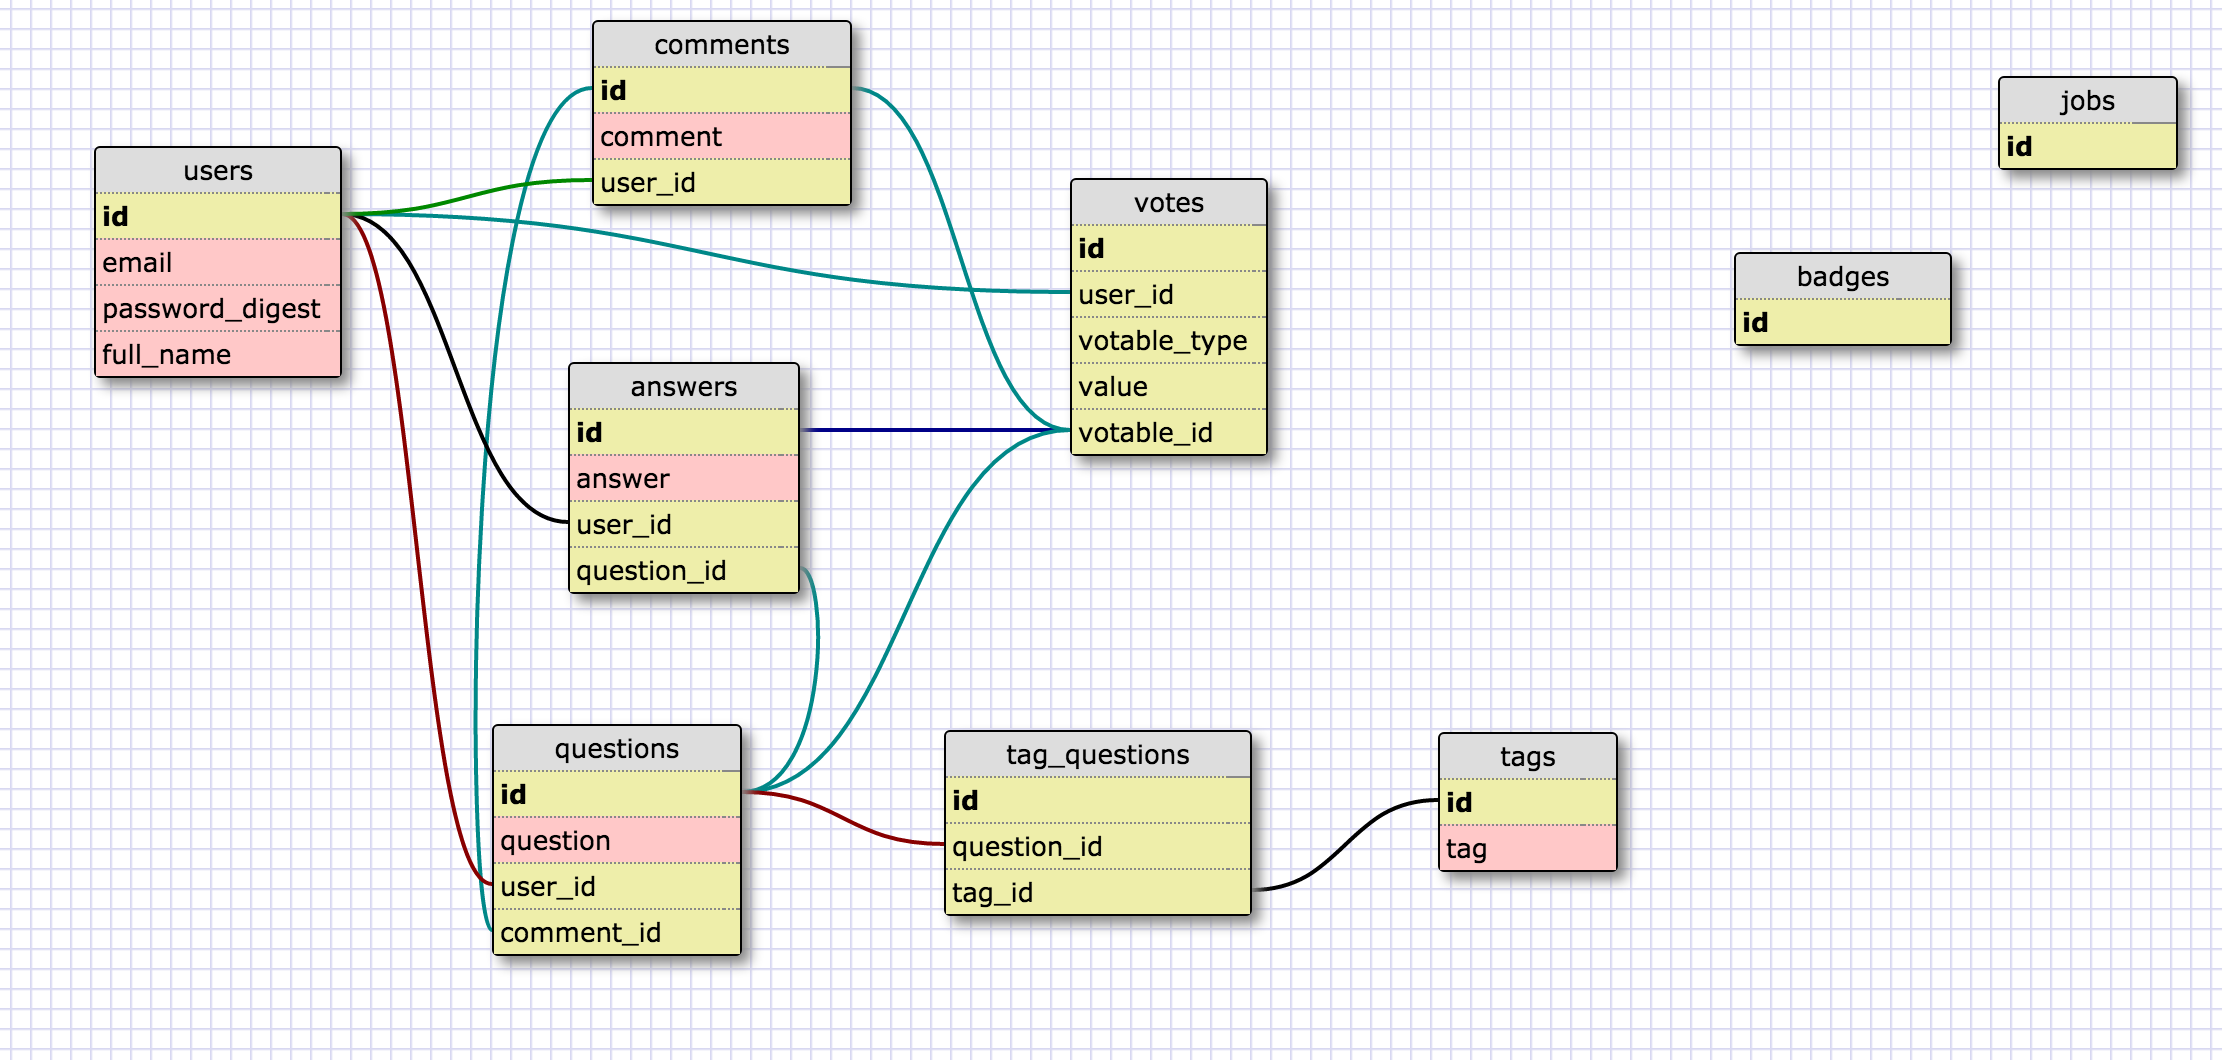 comments
id
comment
user_id
users
id
email
password_digest
full_name
votes
id
user_id
votable_type
value
votable_id
jobs
id
badges
id
answers
id
answer
user_id
question_id
questions
id
question
user_id
comment_id
tag_questions
id
question_id
tag_id
tags
id
tag